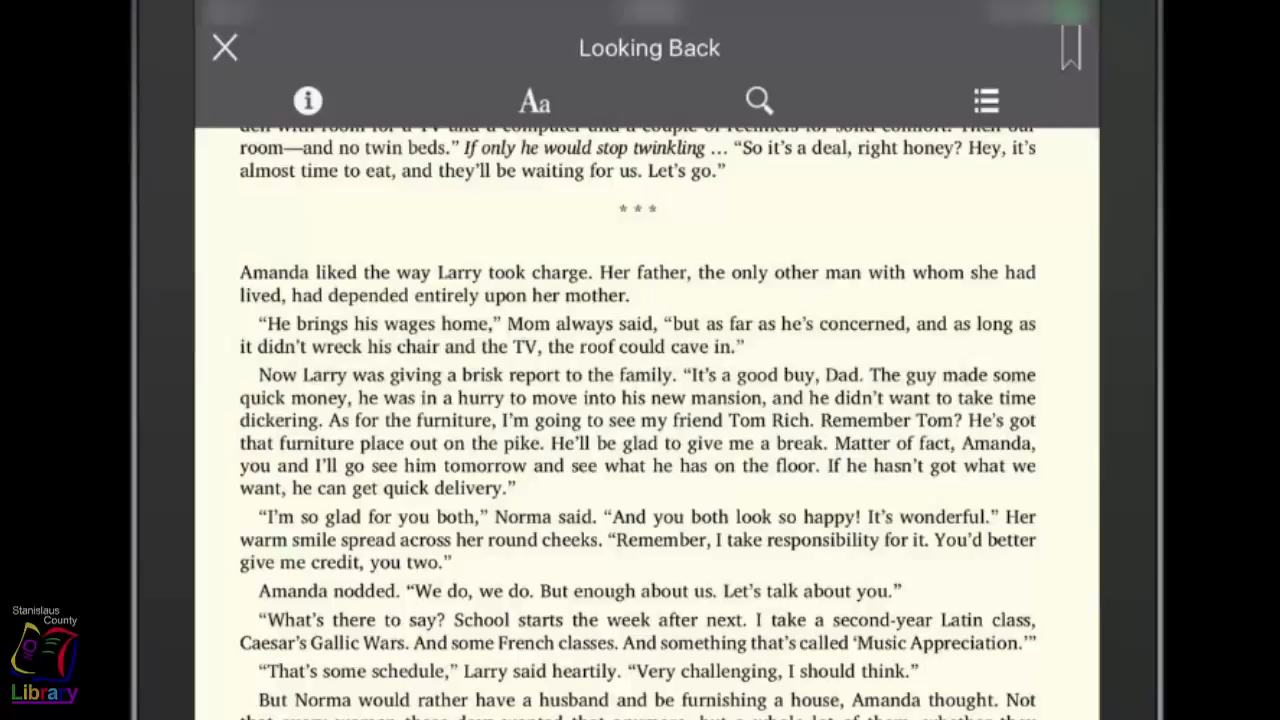 Looking Back
Aa
room—and no twin beds.” If only he would stop twinkling … “So it’s a deal, right honey? Hey, it’s
almost time to eat, and they’ll be waiting for us. Let’s go.”
* * *
Amanda liked the way Larry took charge. Her father, the only other man with whom she had
lived, had depended entirely upon her mother.
“He brings his wages home,” Mom always said, “but as far as he’s concerned, and as long as
it didn’t wreck his chair and the TV, the roof could cave in.”
Now Larry was giving a brisk report to the family. “It’s a good buy, Dad. The guy made some
quick money, he was in a hurry to move into his new mansion, and he didn’t want to take time
dickering. As for the furniture, I’m going to see my friend Tom Rich. Remember Tom? He’s got
that furniture place out on the pike. He’ll be glad to give me a break. Matter of fact, Amanda,
you and I’ll go see him tomorrow and see what he has on the floor. If he hasn’t got what we
want, he can get quick delivery.”
“I’m so glad for you both,” Norma said. “And you both look so happy! It’s wonderful.” Her
warm smile spread across her round cheeks. “Remember, I take responsibility for it. You’d better
give me credit, you two.”
Amanda nodded. “We do, we do. But enough about us. Let’s talk about you.”
“What’s there to say? School starts the week after next. I take a second-year Latin class,
Caesar’s Gallic Wars. And some French classes. And something that’s called ‘Music Appreciation.’”
“That’s some schedule,” Larry said heartily. “Very challenging, I should think.”
But Norma would rather have a husband and be furnishing a house, Amanda thought. Not
Stanislaus
County
Library